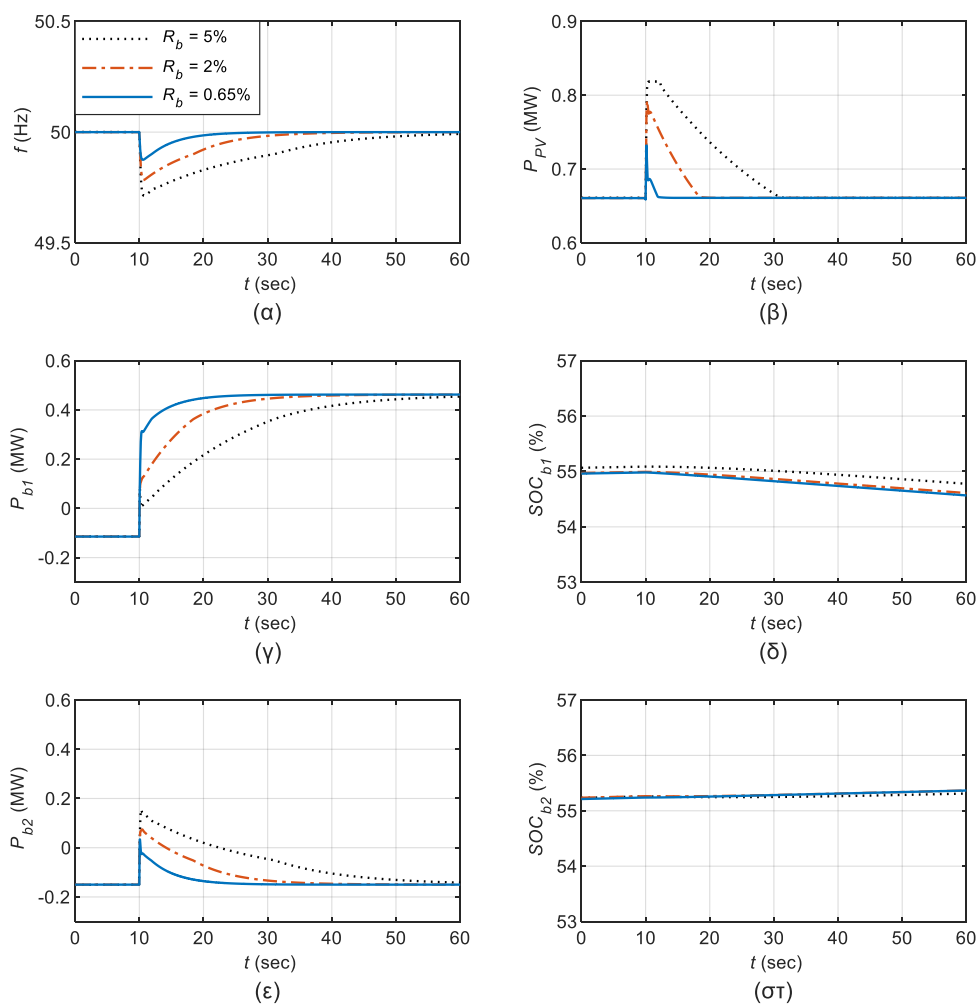 50.5
50
49.5
f (Hz)
R_b = 5%
R_b = 2%
R_b = 0.65%
0 10 20 30 40 50 60
t (sec)
(α)
0.9
0.8
0.7
0.6
P_PV (MW)
0 10 20 30 40 50 60
t (sec)
(β)
0.6
0.4
0.2
0
-0.2
P_b1 (MW)
0 10 20 30 40 50 60
t (sec)
(γ)
57
56
55
54
53
SOC_b1 (%)
0 10 20 30 40 50 60
t (sec)
(δ)
0.6
0.4
0.2
0
-0.2
P_b2 (MW)
0 10 20 30 40 50 60
t (sec)
(ε)
57
56
55
54
53
SOC_b2 (%)
0 10 20 30 40 50 60
t (sec)
(στ)